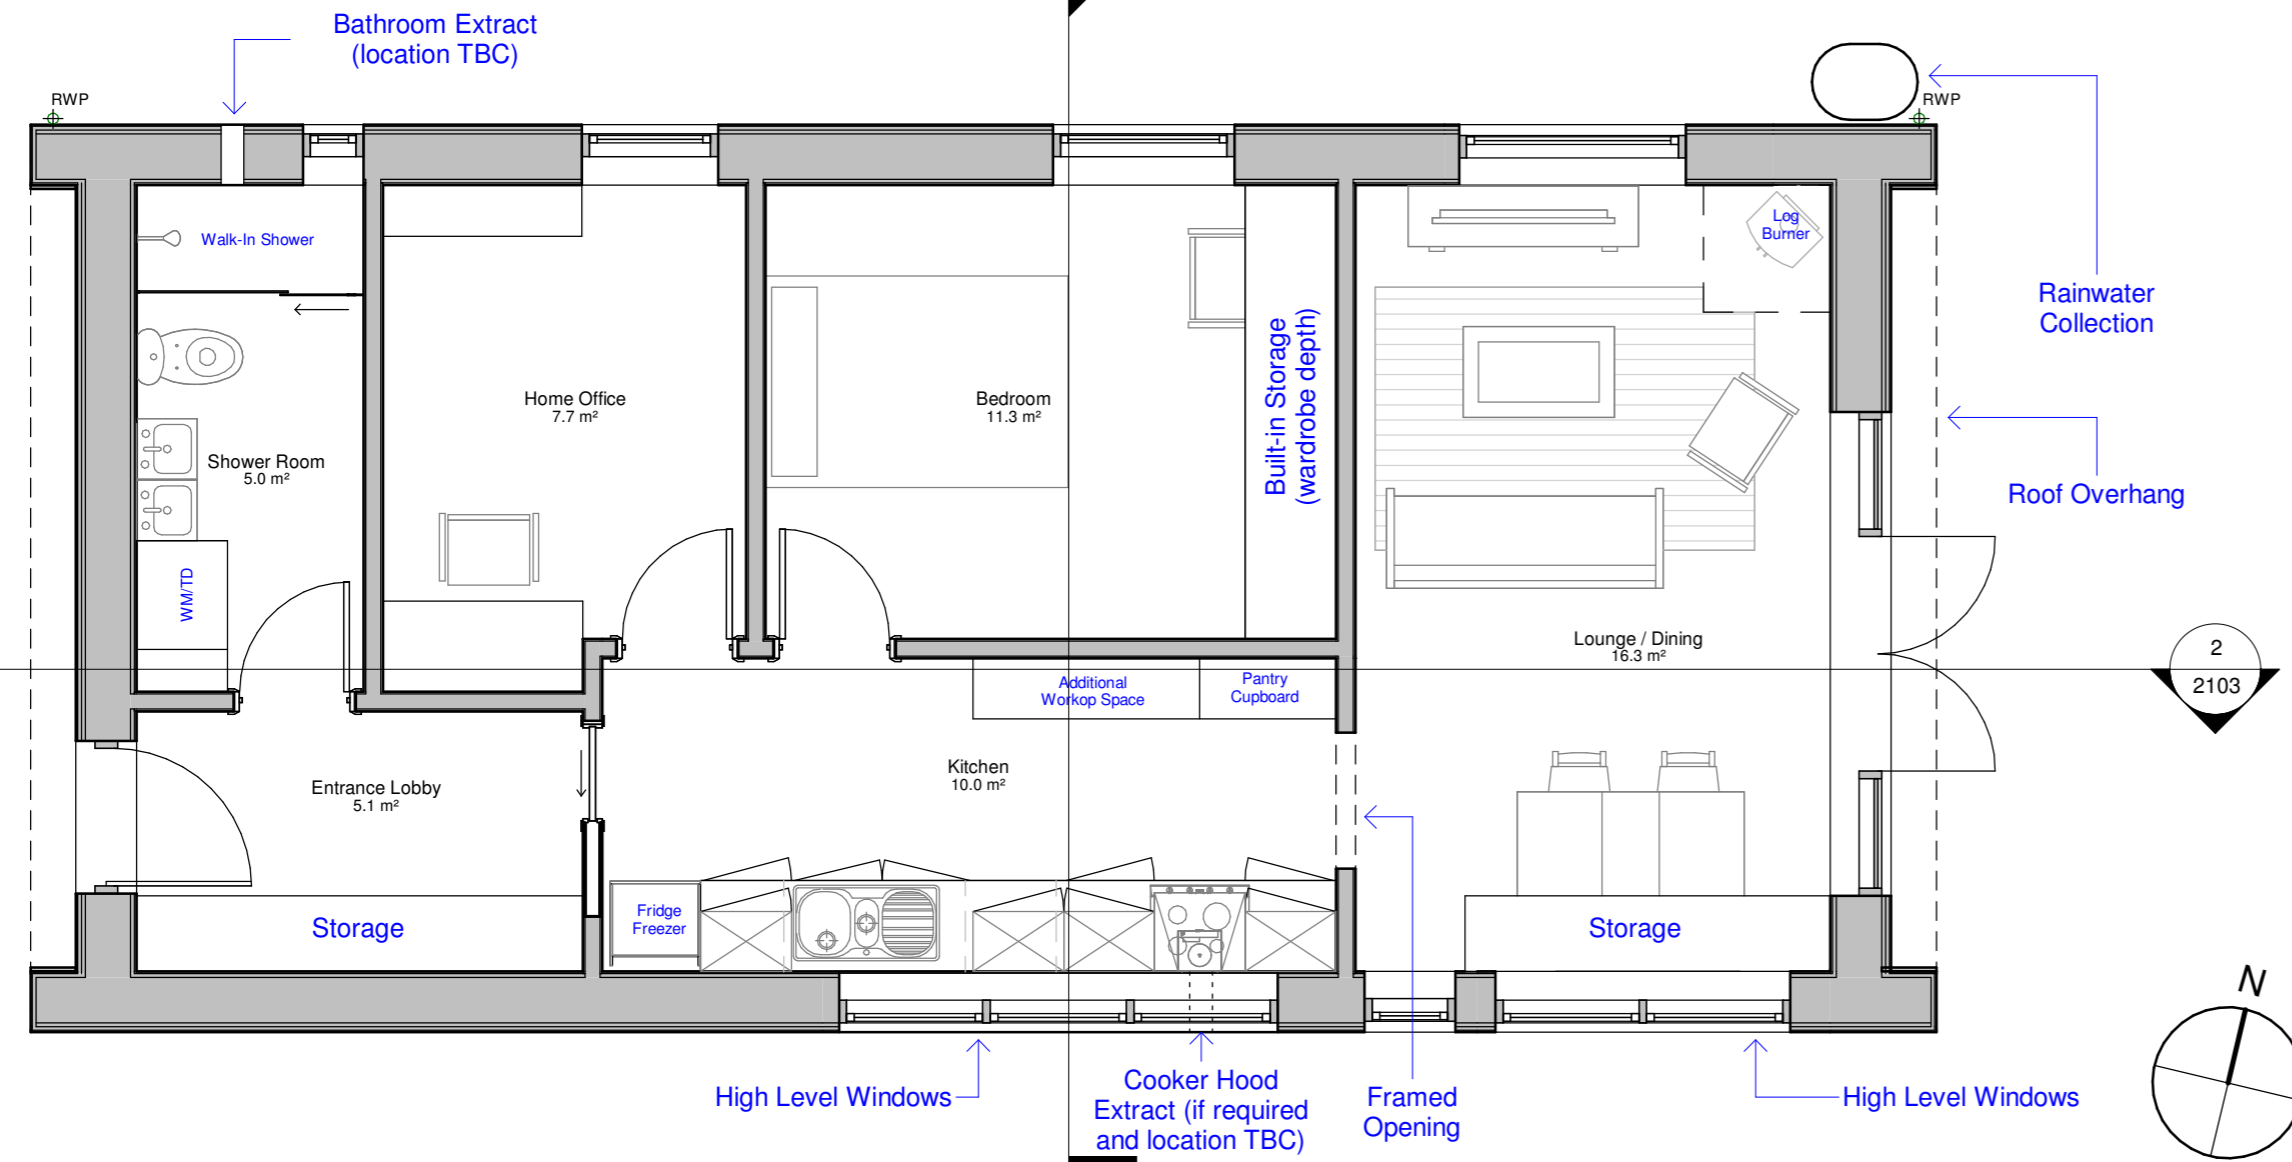 Bathroom Extract
(location TBC)
RWP
RWP
Walk-In Shower
Log
Burner
Rainwater
Collection
Built-in Storage
(wardrobe depth)
Home Office
7.7 m²
Bedroom
11.3 m²
Shower Room
5.0 m²
Roof Overhang
WM/TD
Lounge / Dining
16.3 m²
2
2103
Additional
Workop Space
Pantry
Cupboard
Entrance Lobby
5.1 m²
Kitchen
10.0 m²
Storage
Fridge
Freezer
Storage
N
High Level Windows
Cooker Hood
Extract (if required
and location TBC)
Framed
Opening
High Level Windows